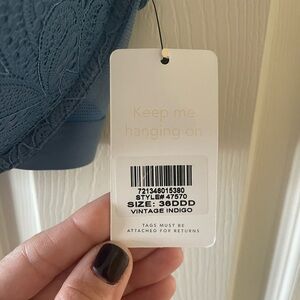 Keep me
hanging on
721346015380
STYLE# 47570
SIZE: 36DDD
VINTAGE INDIGO
TAGS MUST BE
ATTACHED FOR RETURNS